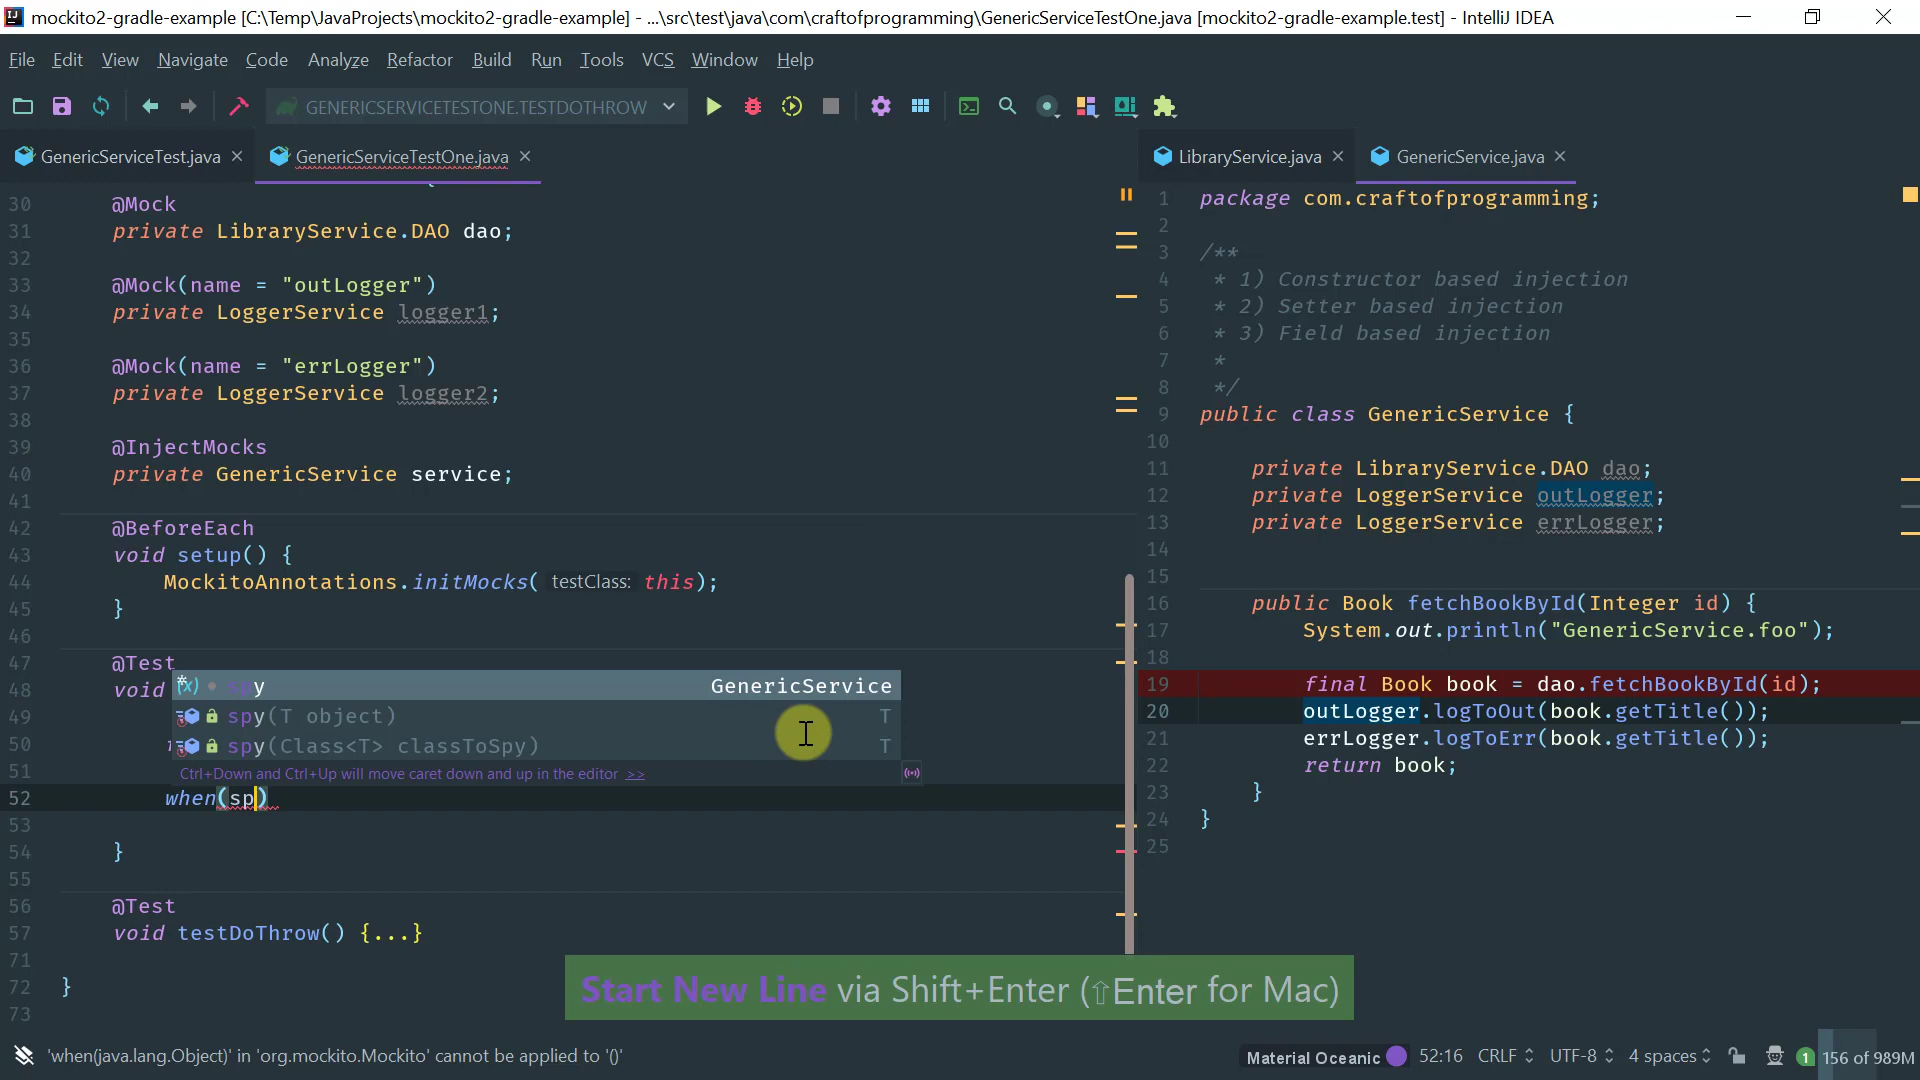 mockito2-gradle-example [C:\Temp\JavaProjects\mockito2-gradle-example] - ...\src\test\java\com\craftofprogramming\GenericServiceTestOne.java [mockito2-gradle-example.test] - IntelliJ IDEA
File Edit View Navigate Code Analyze Refactor Build Run Tools VCS Window Help
GENERICSERVICETESTONE.TESTDOTHROW
GenericServiceTest.java
GenericServiceTestOne.java
30 @Mock
31 private LibraryService.DAO dao;
32
33 @Mock(name = "outLogger")
34 private LoggerService logger1;
35
36 @Mock(name = "errLogger")
37 private LoggerService logger2;
38
39 @InjectMocks
40 private GenericService service;
41
42 @BeforeEach
43 void setup() {
44 MockitoAnnotations.initMocks( testClass: this);
45 }
46
47 @Test
48 void
49
50
51
52 when(sp)
53
54 }
55
56 @Test
57 void testDoThrow() {...}
71
72 }
73
spy GenericService
spy(T object) T
spy(Class<T> classToSpy) T
Ctrl+Down and Ctrl+Up will move caret down and up in the editor >>
LibraryService.java
GenericService.java
1 package com.craftofprogramming;
2
3 /**
4 * 1) Constructor based injection
5 * 2) Setter based injection
6 * 3) Field based injection
7 *
8 */
9 public class GenericService {
10
11 private LibraryService.DAO dao;
12 private LoggerService outLogger;
13 private LoggerService errLogger;
14
15
16 public Book fetchBookById(Integer id) {
17 System.out.println("GenericService.foo");
18
19 final Book book = dao.fetchBookById(id);
20 outLogger.logToOut(book.getTitle());
21 errLogger.logToErr(book.getTitle());
22 return book;
23 }
24 }
25
Start New Line via Shift+Enter (⇧Enter for Mac)
'when(java.lang.Object)' in 'org.mockito.Mockito' cannot be applied to '()'
Material Oceanic 52:16 CRLF UTF-8 4 spaces 1 156 of 989M